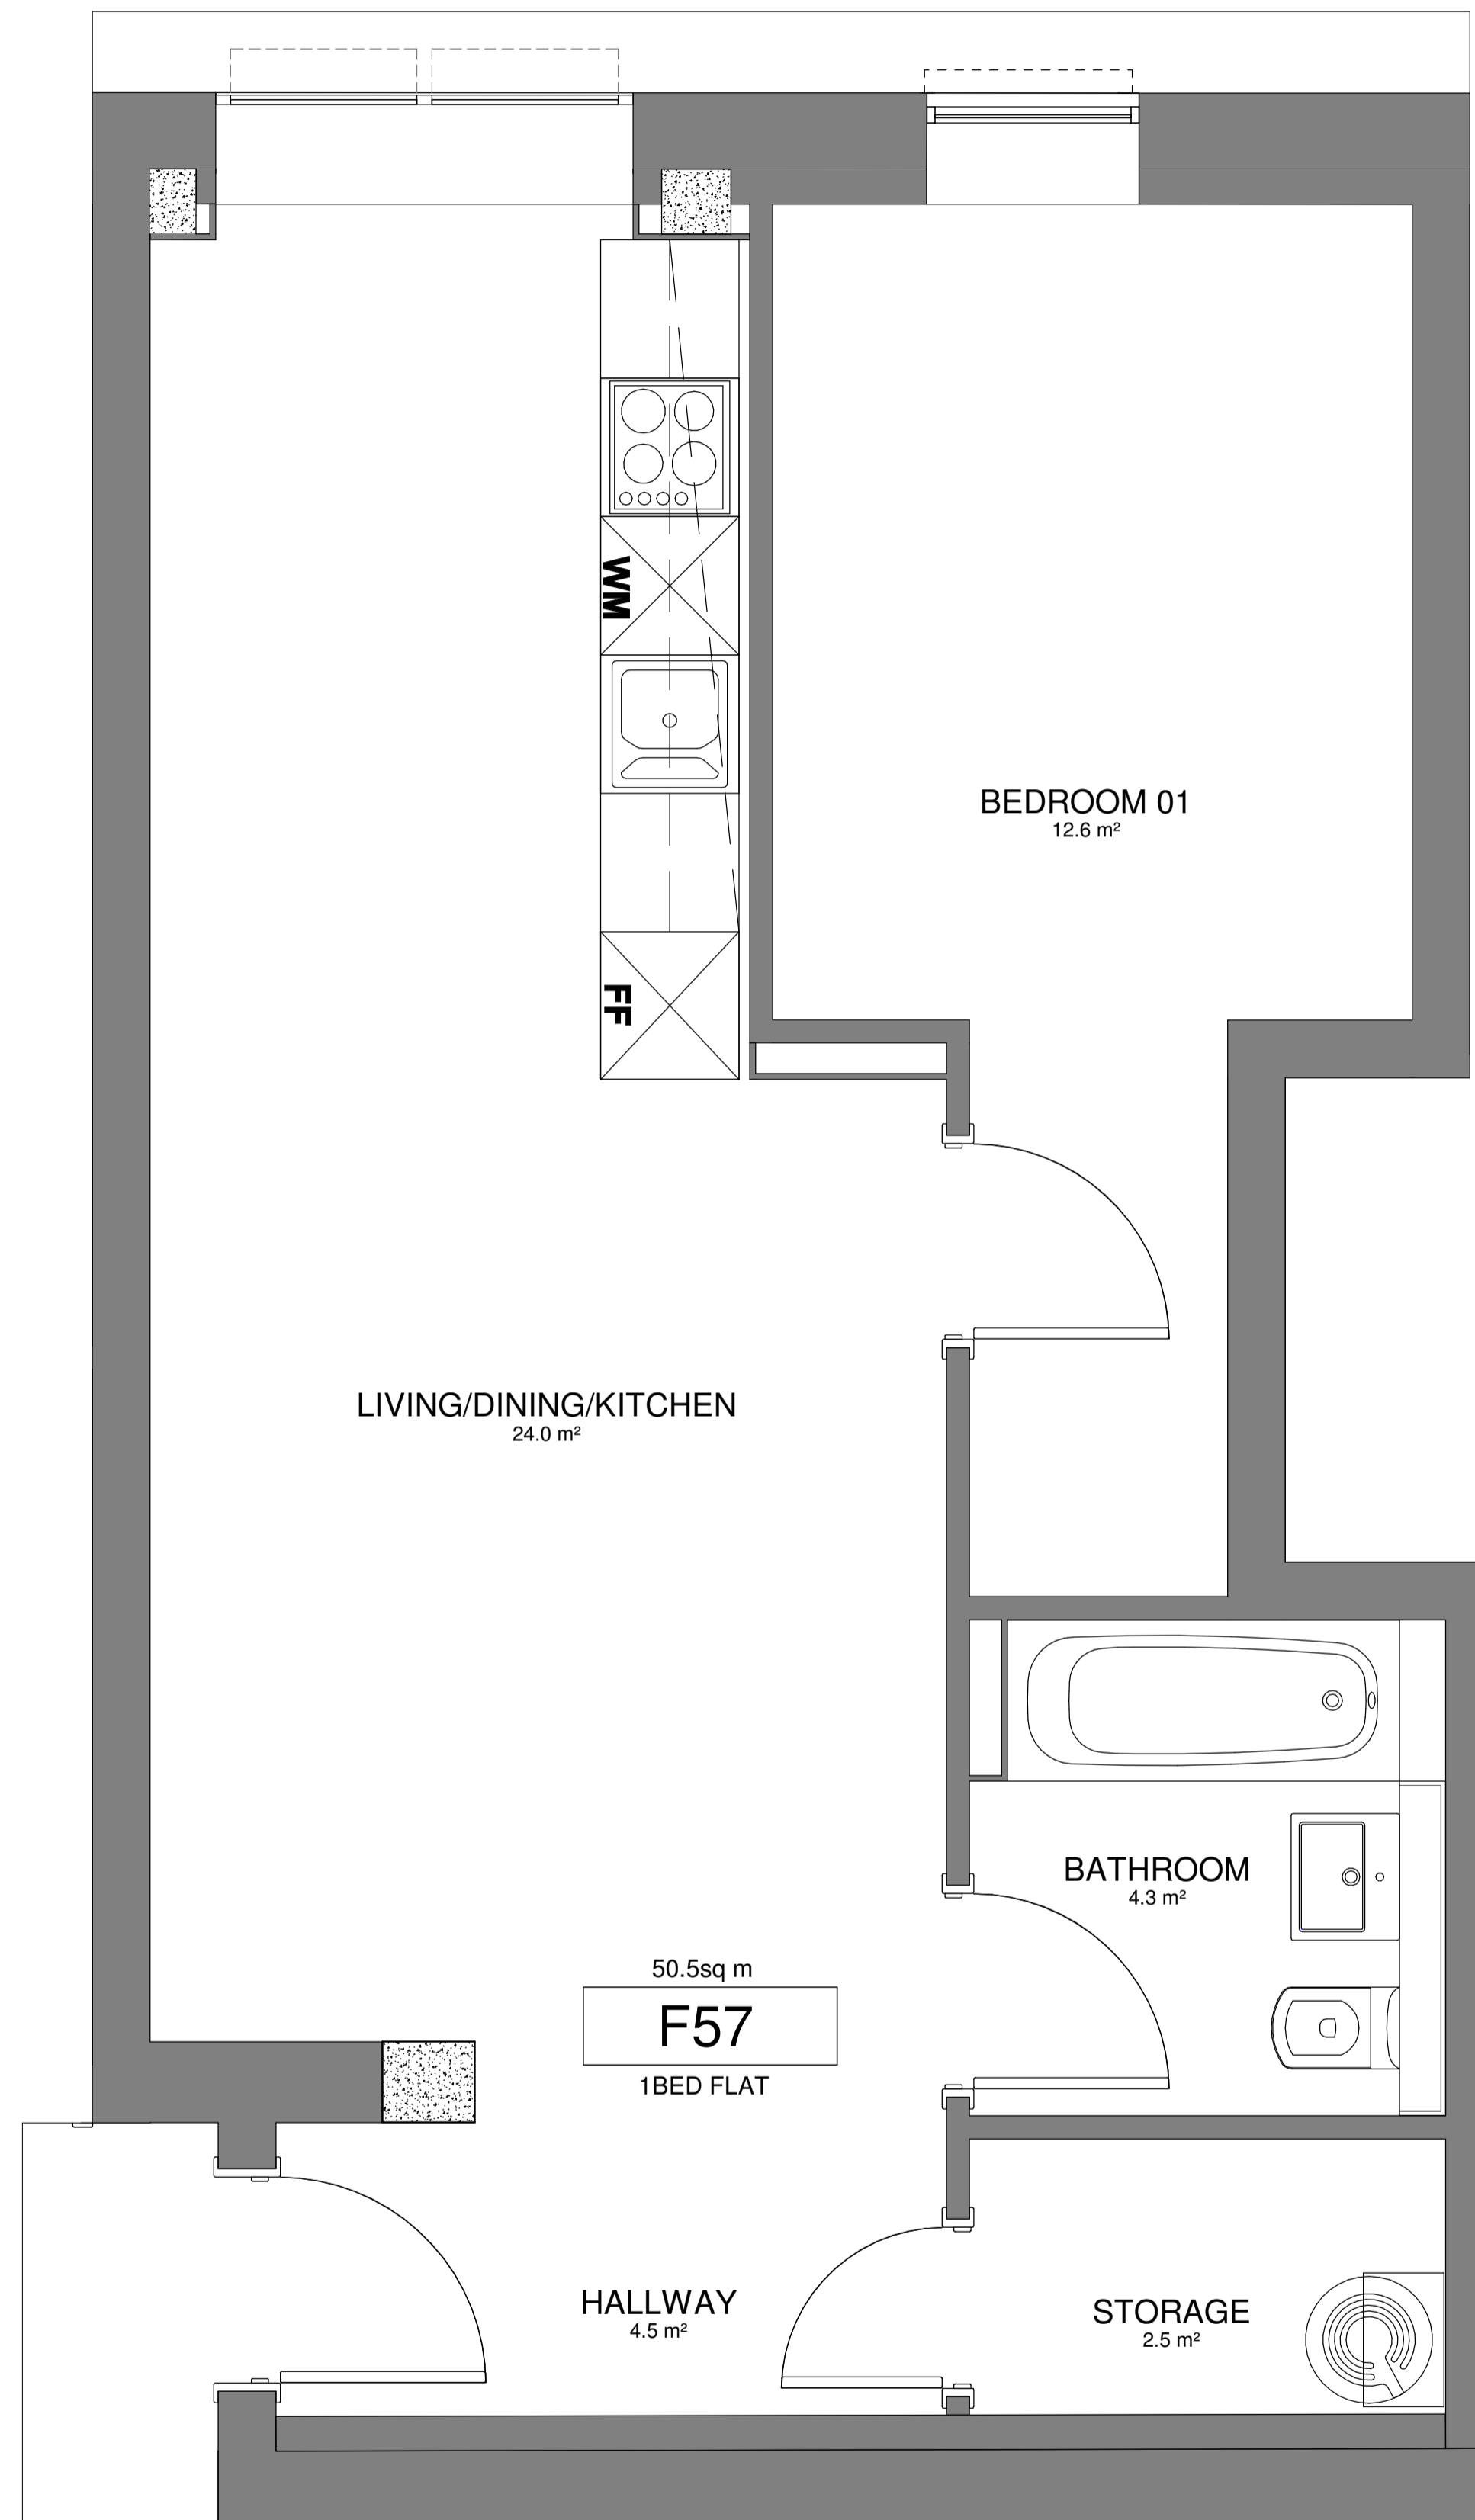 WM
BEDROOM 01
12.6 m²
FF
LIVING/DINING/KITCHEN
24.0 m²
BATHROOM
4.3 m²
50.5sq m
F57
1BED FLAT
HALLWAY
4.5 m²
STORAGE
2.5 m²